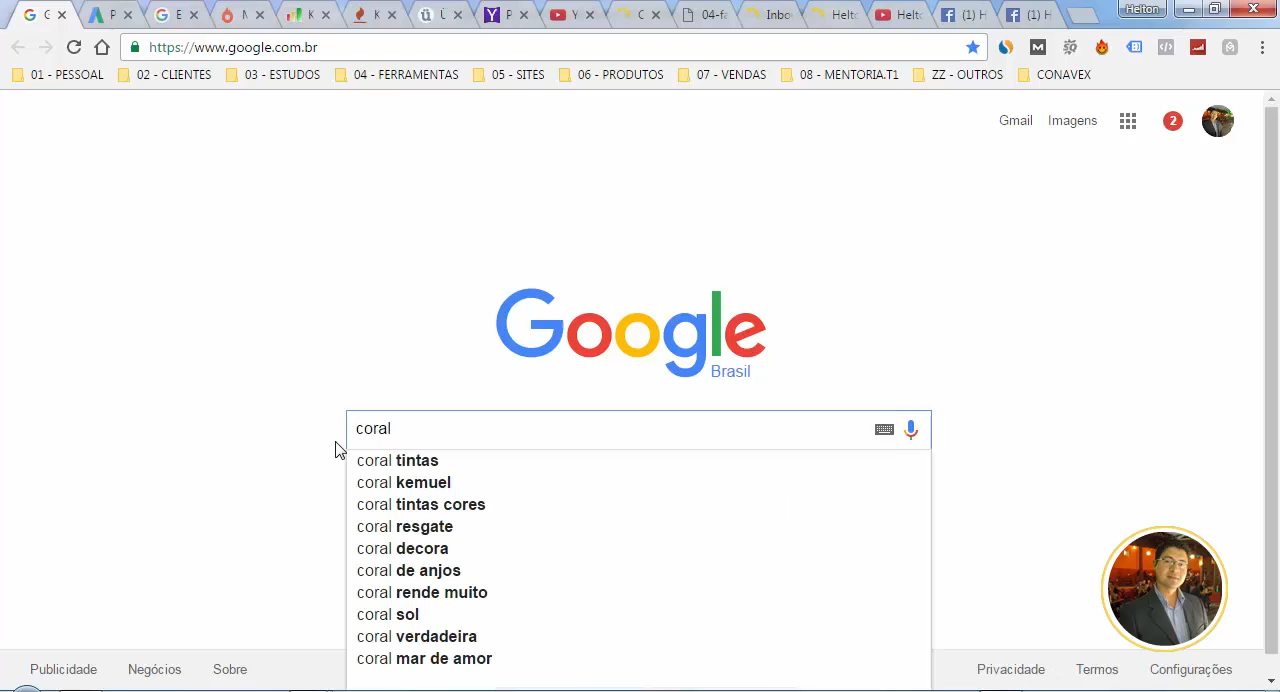 Helton
https://www.google.com.br
01 - PESSOAL 02 - CLIENTES 03 - ESTUDOS 04 - FERRAMENTAS 05 - SITES 06 - PRODUTOS 07 - VENDAS 08 - MENTORIA.T1 ZZ - OUTROS CONAVEX
Gmail Imagens 2
Google
Brasil
coral
coral tintas
coral kemuel
coral tintas cores
coral resgate
coral decora
coral de anjos
coral rende muito
coral sol
coral verdadeira
coral mar de amor
Publicidade Negócios Sobre Privacidade Termos Configurações